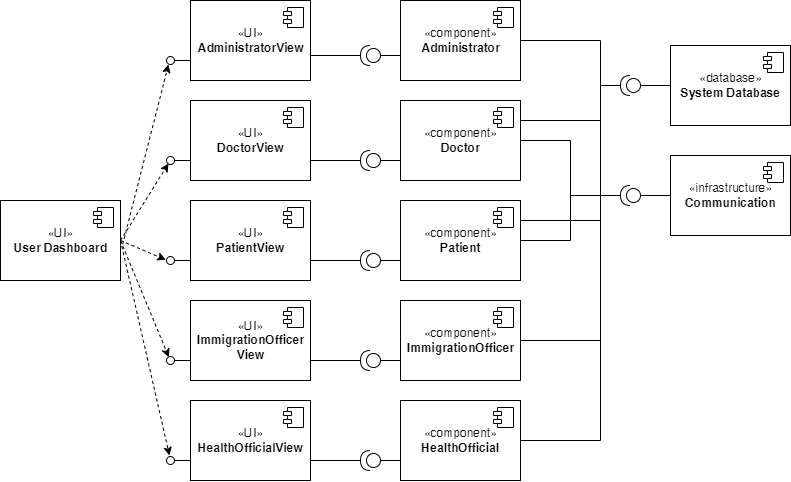 «UI»
AdministratorView
«component»
Administrator
«database»
System Database
«UI»
DoctorView
«component»
Doctor
«infrastructure»
Communication
«UI»
User Dashboard
«UI»
PatientView
«component»
Patient
«UI»
ImmigrationOfficer
View
«component»
ImmigrationOfficer
«UI»
HealthOfficialView
«component»
HealthOfficial